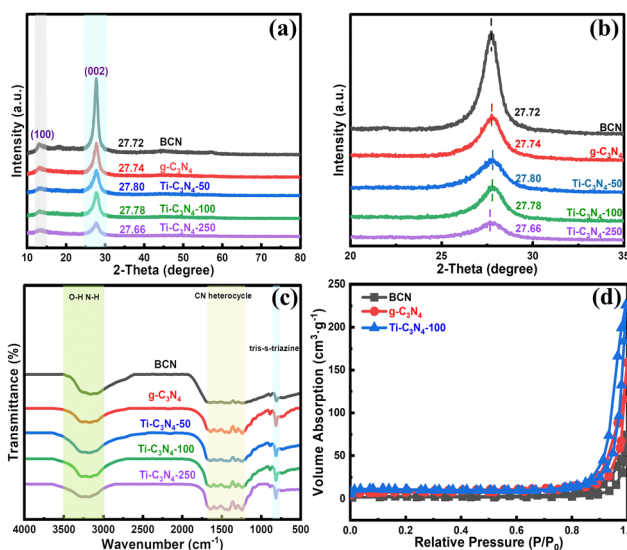 (a)
(002)
(100)
27.72 BCN
27.74 g-C₃N₄
27.80 Ti-C₃N₄-50
27.78 Ti-C₃N₄-100
27.66 Ti-C₃N₄-250
Intensity (a.u.)
10 20 30 40 50 60 70 80
2-Theta (degree)
(b)
27.72
BCN
27.74
g-C₃N₄
27.80
Ti-C₃N₄-50
27.78
Ti-C₃N₄-100
27.66
Ti-C₃N₄-250
Intensity (a.u.)
20 25 30 35
2-Theta (degree)
(c)
O-H N-H
CN heterocycle
tris-s-triazine
BCN
g-C₃N₄
Ti-C₃N₄-50
Ti-C₃N₄-100
Ti-C₃N₄-250
Transmittance (%)
4000 3500 3000 2500 2000 1500 1000 500
Wavenumber (cm⁻¹)
(d)
BCN
g-C₃N₄
Ti-C₃N₄-100
250
200
150
100
50
0
Volume Absorption (cm³·g⁻¹)
0.0 0.2 0.4 0.6 0.8 1.0
Relative Pressure (P/P₀)